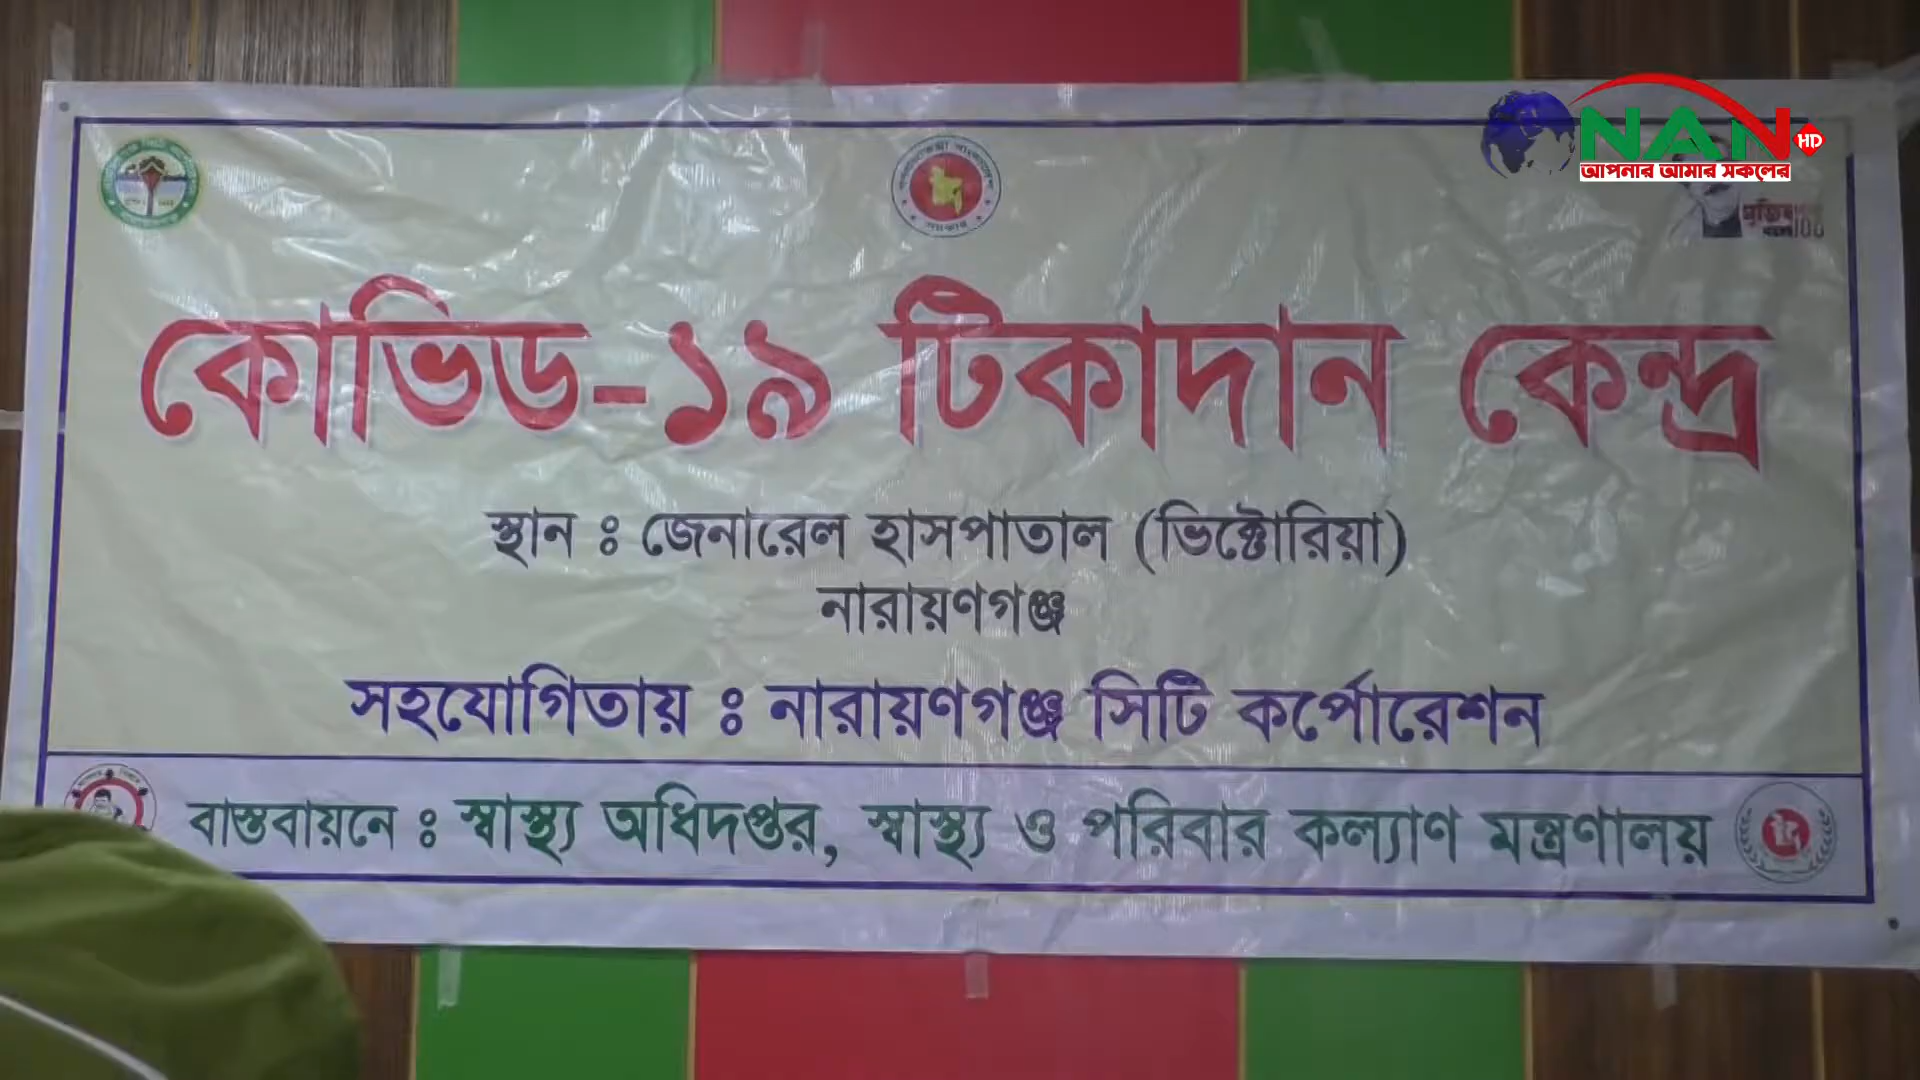 NAN HD
আপনার আমার সকলের
কোভিড-১৯ টিকাদান কেন্দ্র
স্থান ঃ জেনারেল হাসপাতাল (ভিক্টোরিয়া)
নারায়ণগঞ্জ
সহযোগিতায় ঃ নারায়ণগঞ্জ সিটি কর্পোরেশন
বাস্তবায়নে ঃ স্বাস্থ্য অধিদপ্তর, স্বাস্থ্য ও পরিবার কল্যাণ মন্ত্রণালয়